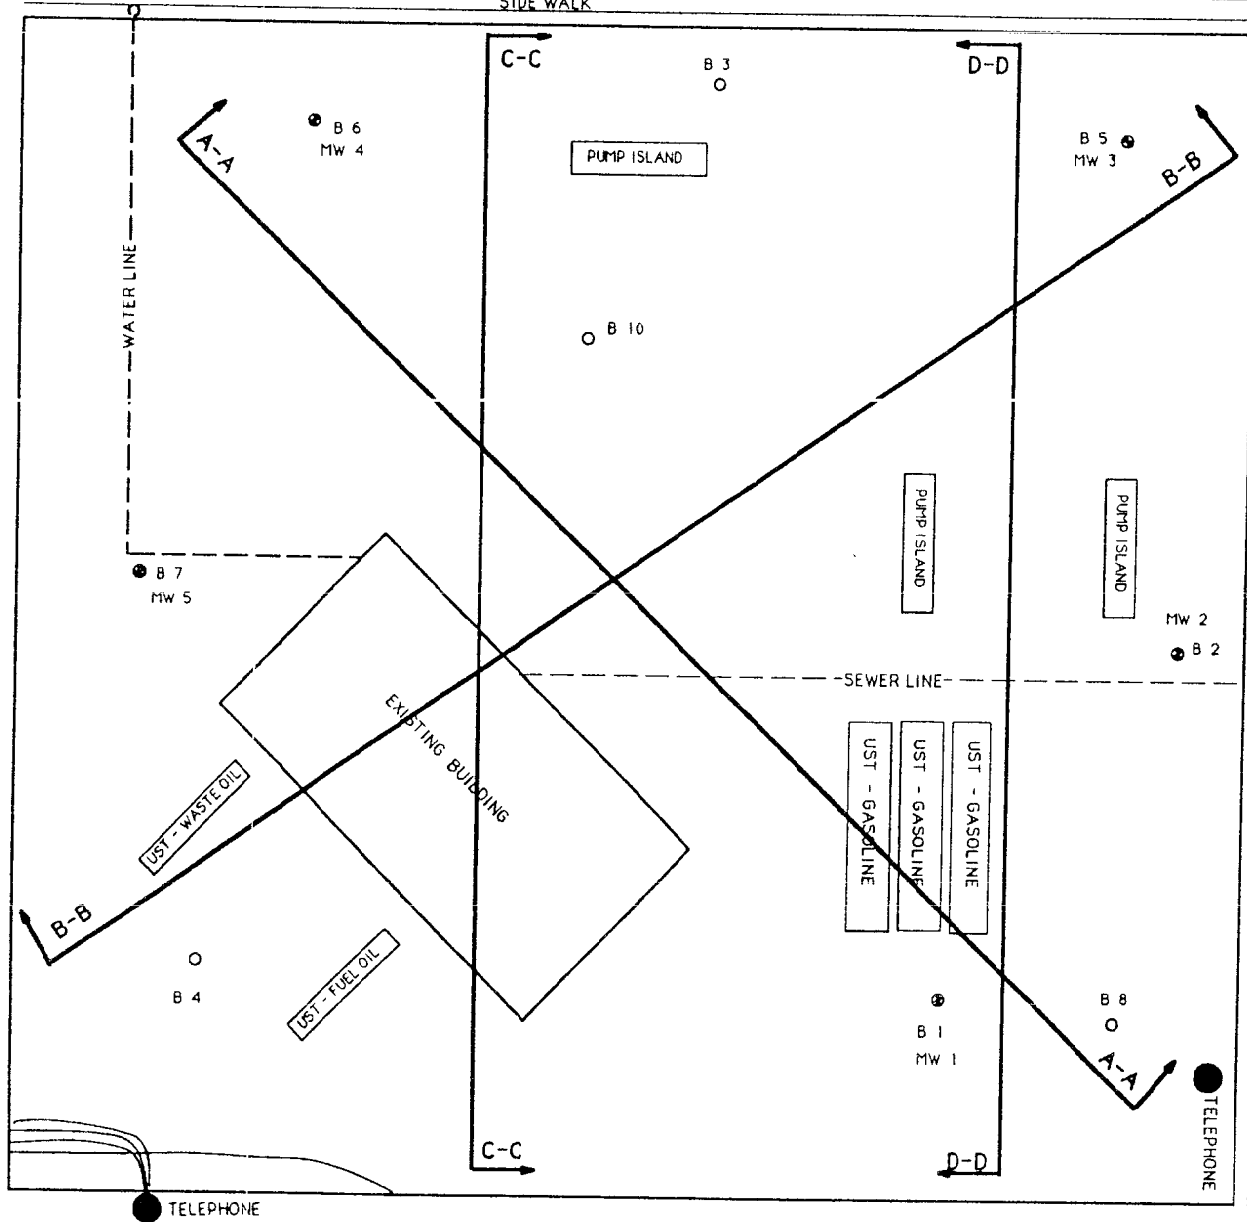 SIDE WALK
C-C
D-D
B 3
B 6
MW 4
A-A
PUMP ISLAND
B 5
MW 3
B-B
WATER LINE
B 10
PUMP ISLAND
PUMP ISLAND
B 7
MW 5
MW 2
B 2
SEWER LINE
EXISTING BUILDING
UST - GASOLINE
UST - GASOLINE
UST - GASOLINE
UST - WASTE OIL
B-B
UST - FUEL OIL
B 4
B 1
MW 1
B 8
A-A
TELEPHONE
C-C
D-D
TELEPHONE